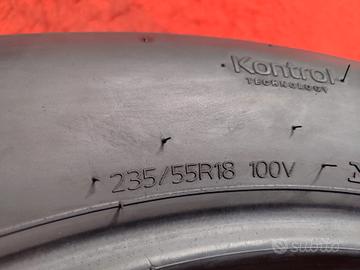 Kontrol
TECHNOLOGY
235/55R18 100V
subito